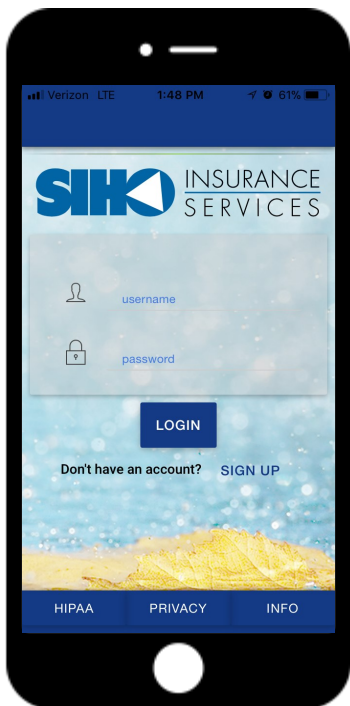 Verizon LTE 1:48 PM 61%
SIHO INSURANCE
SERVICES
username
password
LOGIN
Don't have an account? SIGN UP
HIPAA PRIVACY INFO